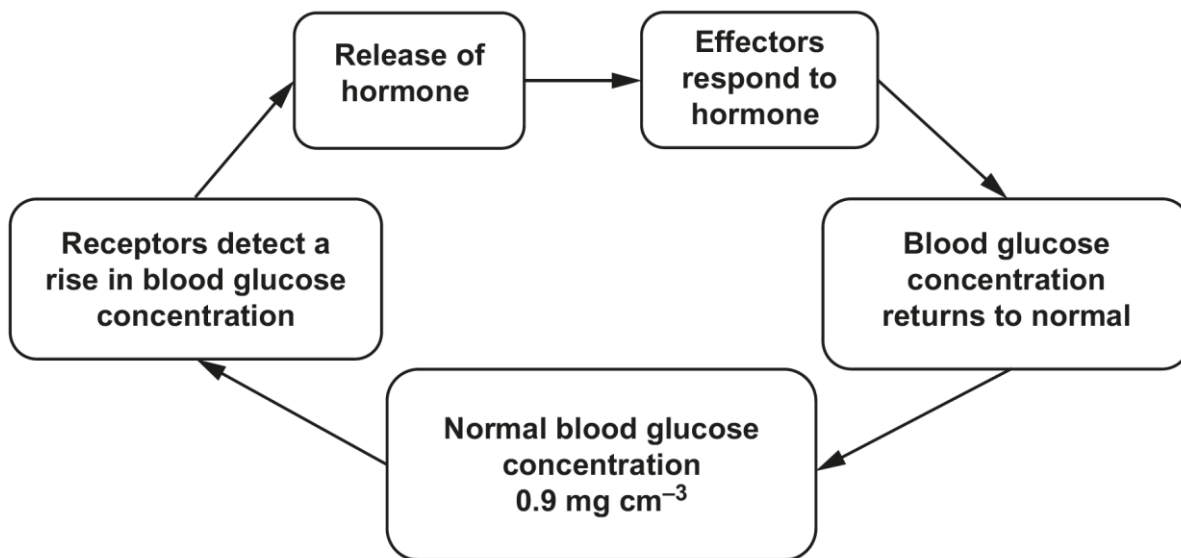 Release of
hormone
Effectors
respond to
hormone
Receptors detect a
rise in blood glucose
concentration
Blood glucose
concentration
returns to normal
Normal blood glucose
concentration
0.9 mg cm⁻³